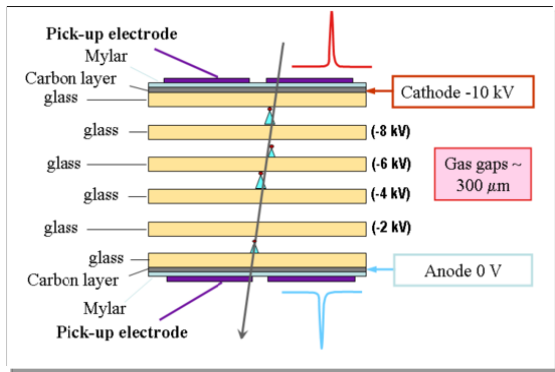 Pick-up electrode
Mylar
Carbon layer
glass
Cathode -10 kV
glass
(-8 kV)
glass
(-6 kV)
Gas gaps ~
300 μm
glass
(-4 kV)
glass
(-2 kV)
glass
Carbon layer
Anode 0 V
Mylar
Pick-up electrode